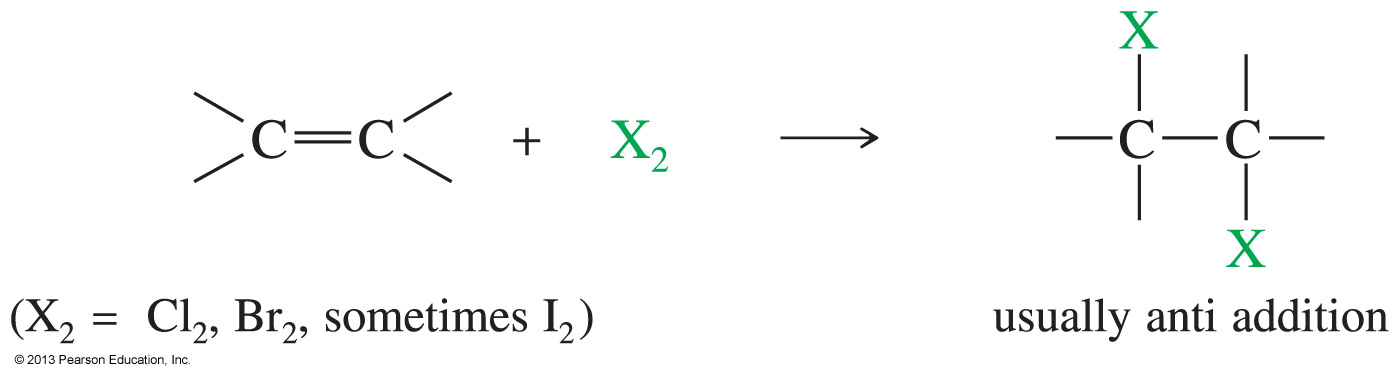 X
C=C + X₂ → C—C
X
(X₂ = Cl₂, Br₂, sometimes I₂) usually anti addition
© 2013 Pearson Education, Inc.